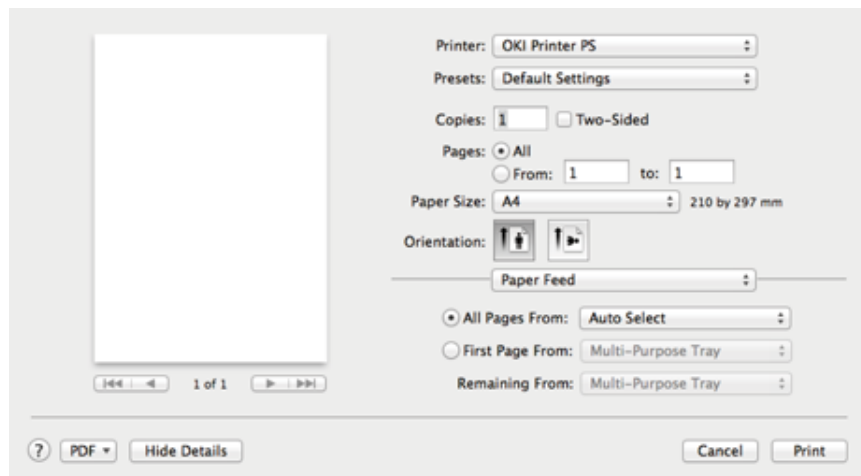 Printer: OKI Printer PS
Presets: Default Settings
Copies: 1 Two-Sided
Pages: All
From: 1 to: 1
Paper Size: A4 210 by 297 mm
Orientation:
Paper Feed
All Pages From: Auto Select
First Page From: Multi-Purpose Tray
Remaining From: Multi-Purpose Tray
1 of 1
? PDF Hide Details Cancel Print